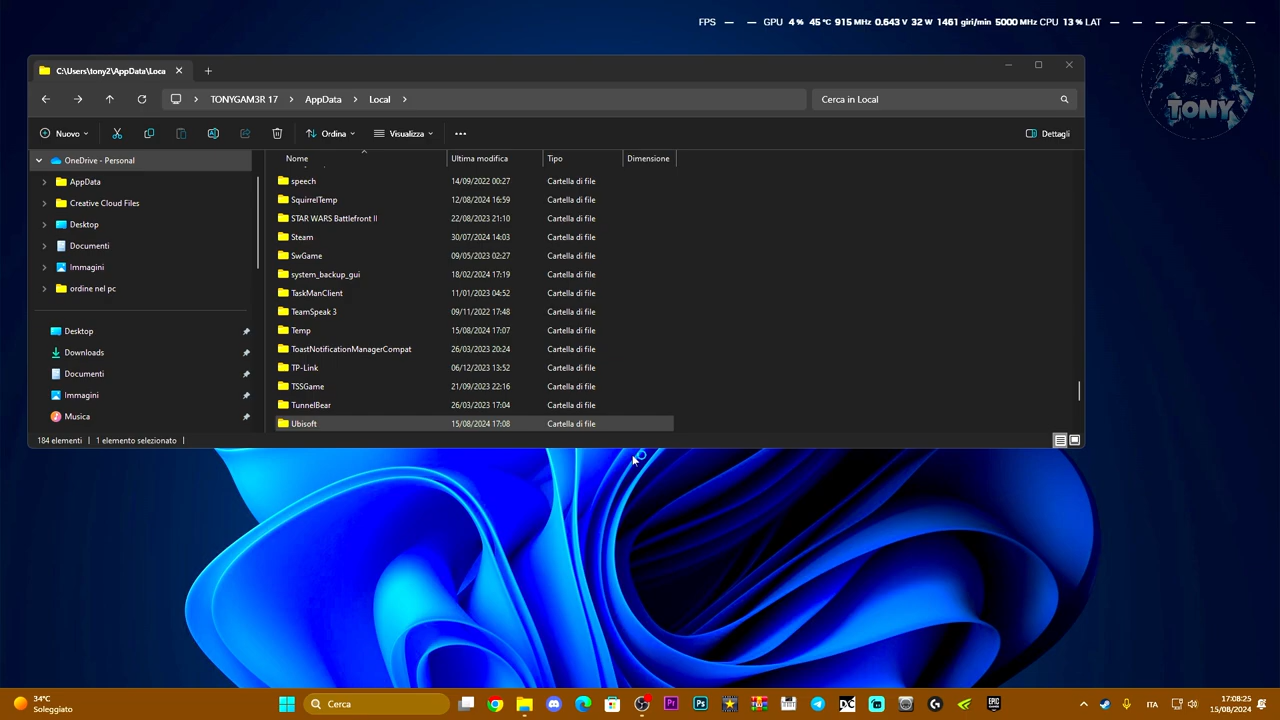 FPS — — GPU 4 % 45 °C 915 MHz 0.643 V 32 W 1461 giri/min 5000 MHz CPU 13 % LAT — — — — — — — —
TONY
C:\Users\tony2\AppData\Loca
TONYGAM3R 17 > AppData > Local >
Cerca in Local
Nuovo
Ordina
Visualizza
Dettagli
OneDrive - Personal
AppData
Creative Cloud Files
Desktop
Documenti
Immagini
ordine nel pc
Desktop
Downloads
Documenti
Immagini
Musica
Nome Ultima modifica Tipo Dimensione
speech 14/09/2022 00:27 Cartella di file
SquirrelTemp 12/08/2024 16:59 Cartella di file
STAR WARS Battlefront II 22/08/2023 21:10 Cartella di file
Steam 30/07/2024 14:03 Cartella di file
SwGame 09/05/2023 02:27 Cartella di file
system_backup_gui 18/02/2024 17:19 Cartella di file
TaskManClient 11/01/2023 04:52 Cartella di file
TeamSpeak 3 09/11/2022 17:48 Cartella di file
Temp 15/08/2024 17:07 Cartella di file
ToastNotificationManagerCompat 26/03/2023 20:24 Cartella di file
TP-Link 06/12/2023 13:52 Cartella di file
TSSGame 21/09/2023 22:16 Cartella di file
TunnelBear 26/03/2023 17:04 Cartella di file
Ubisoft 15/08/2024 17:08 Cartella di file
184 elementi 1 elemento selezionato
34°C
Soleggiato
Cerca
Pr
Ps
EPIC
ITA
17:08:25
15/08/2024